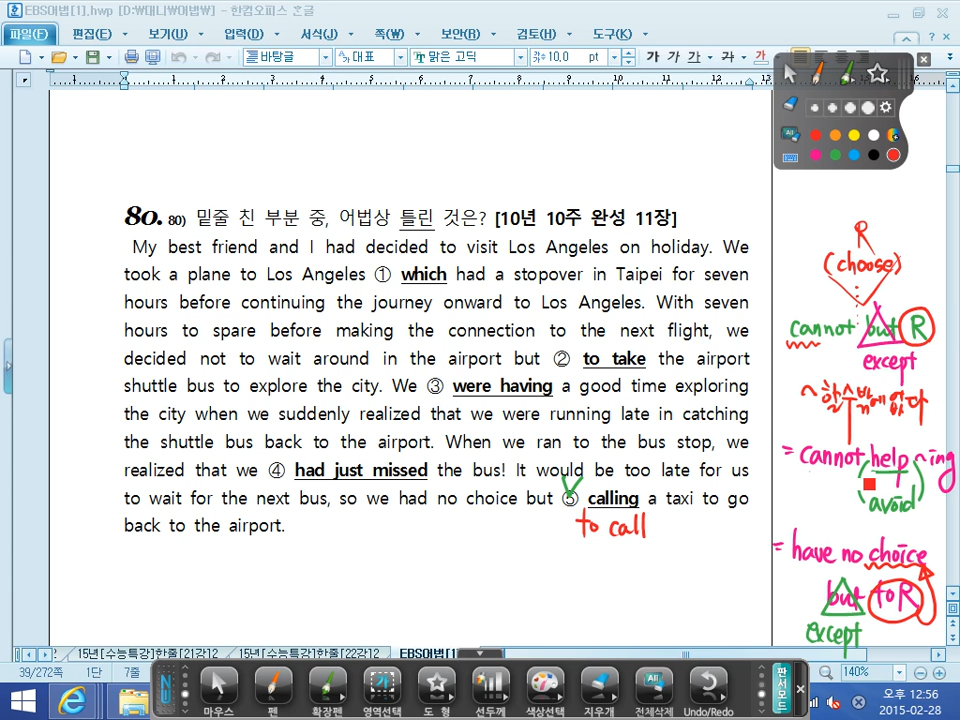 EBS어법[1].hwp [D:₩대니₩어법₩] - 한컴오피스 한글
파일(F) 편집(E) 보기(U) 입력(D) 서식(J) 쪽(W) 보안(R) 검토(H) 도구(K)
바탕글 대표 맑은 고딕 10.0 pt 가 가 가 가 가
80. 80) 밑줄 친 부분 중, 어법상 틀린 것은? [10년 10주 완성 11장]
My best friend and I had decided to visit Los Angeles on holiday. We
took a plane to Los Angeles ① which had a stopover in Taipei for seven
hours before continuing the journey onward to Los Angeles. With seven
hours to spare before making the connection to the next flight, we
decided not to wait around in the airport but ② to take the airport
shuttle bus to explore the city. We ③ were having a good time exploring
the city when we suddenly realized that we were running late in catching
the shuttle bus back to the airport. When we ran to the bus stop, we
realized that we ④ had just missed the bus! It would be too late for us
to wait for the next bus, so we had no choice but ⑤ calling a taxi to go
back to the airport.
to call
R
(choose)
cannot but R
except
~할 수밖에 없다
= cannot help ~ing
(avoid)
= have no choice
but to R
except
15년[수능특강]한줄[21강12 15년[수능특강]한줄[22강12 EBS어법[1
39/272쪽 1단 7줄 140%
마우스 펜 확장펜 영역선택 도 형 선두께 색상선택 지우개 전체삭제 Undo/Redo 판서모드
오후 12:56
2015-02-28